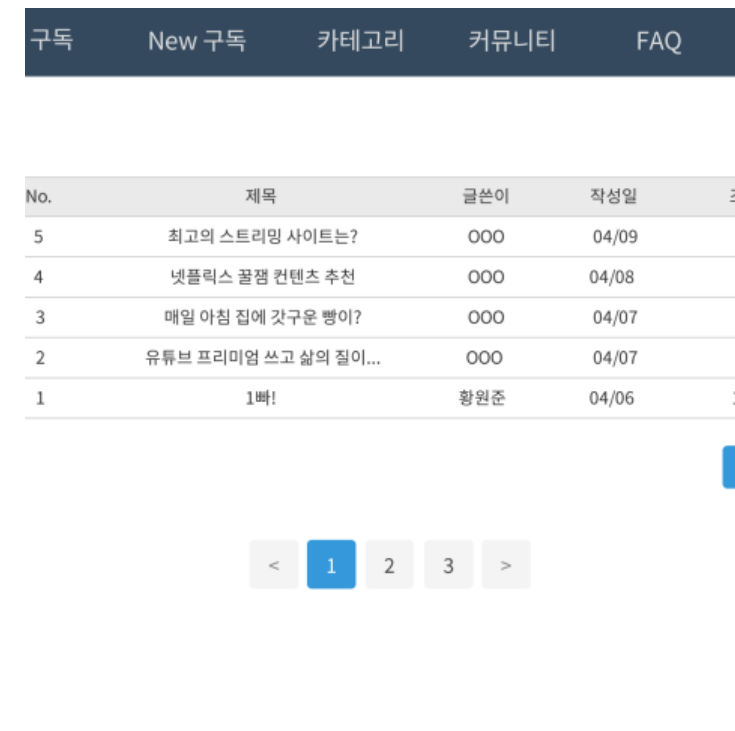 구독 New 구독 카테고리 커뮤니티 FAQ
No. 제목 글쓴이 작성일
5 최고의 스트리밍 사이트는? OOO 04/09
4 넷플릭스 꿀잼 컨텐츠 추천 OOO 04/08
3 매일 아침 집에 갓구운 빵이? OOO 04/07
2 유튜브 프리미엄 쓰고 삶의 질이... OOO 04/07
1 1빠! 황원준 04/06
< 1 2 3 >